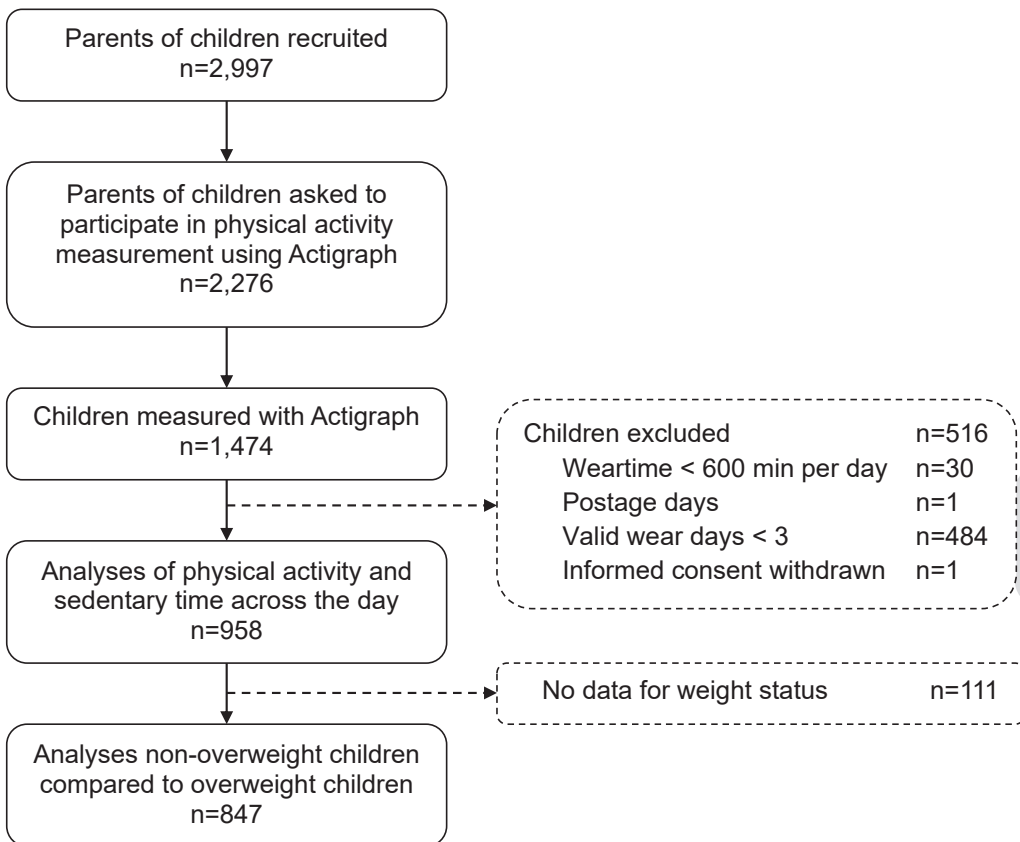 Parents of children recruited
n=2,997
Parents of children asked to
participate in physical activity
measurement using Actigraph
n=2,276
Children measured with Actigraph
n=1,474
Children excluded n=516
Weartime < 600 min per day n=30
Postage days n=1
Valid wear days < 3 n=484
Informed consent withdrawn n=1
Analyses of physical activity and
sedentary time across the day
n=958
No data for weight status n=111
Analyses non-overweight children
compared to overweight children
n=847